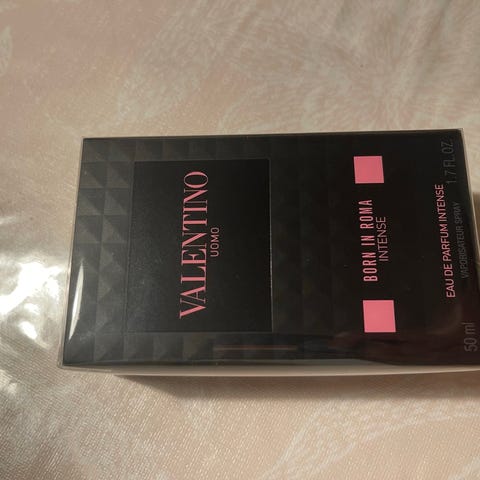 VALENTINO
UOMO
BORN IN ROMA
INTENSE
EAU DE PARFUM INTENSE
VAPORISATEUR SPRAY
50 ml
1.7 FL OZ